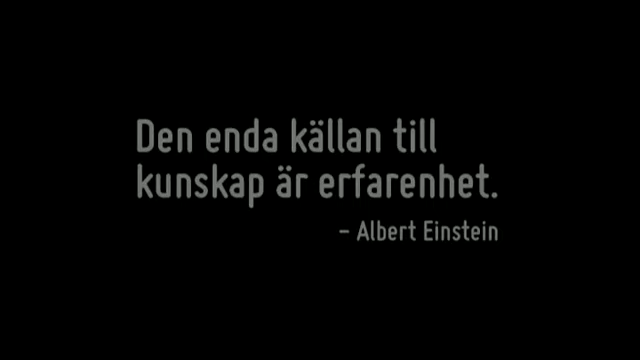 Den enda källan till
kunskap är erfarenhet.
– Albert Einstein